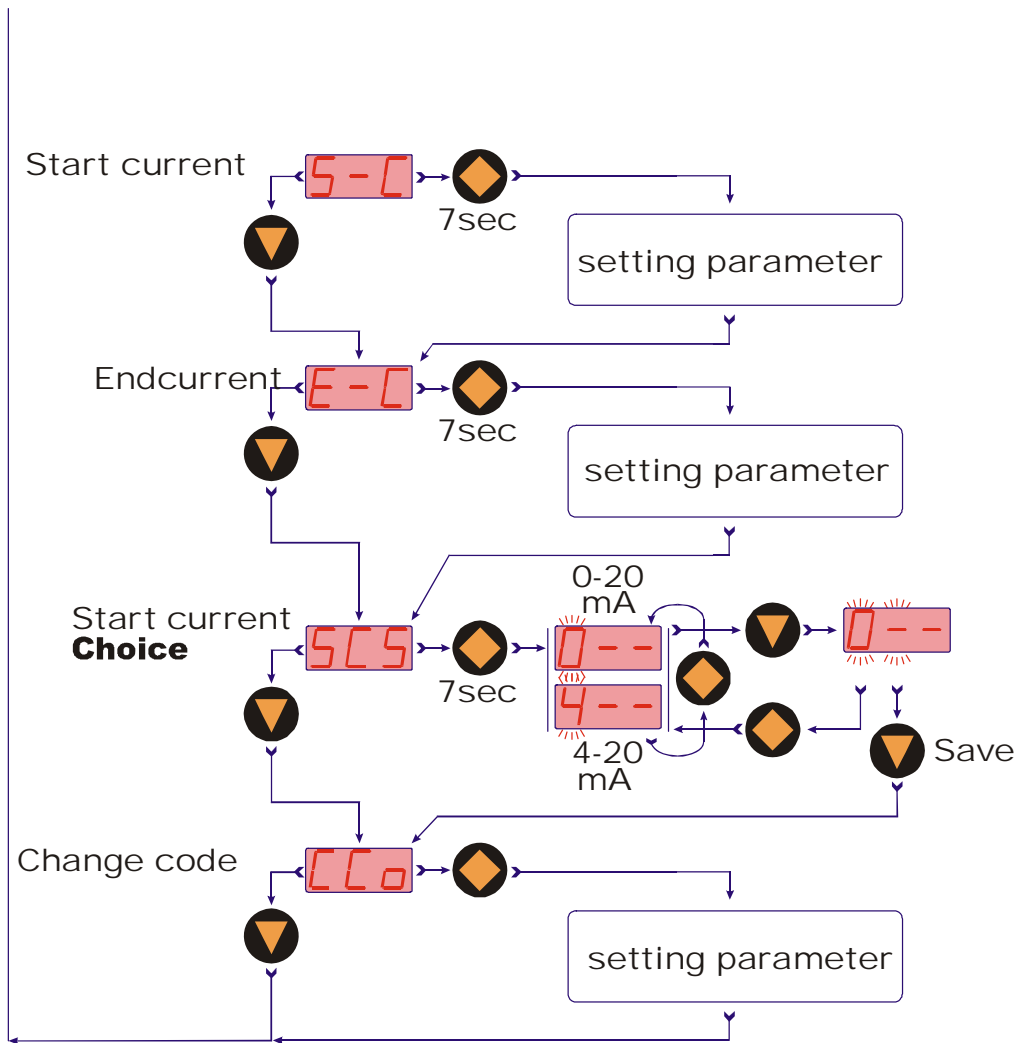 Start current
S-C
7sec
setting parameter
Endcurrent
E-C
7sec
setting parameter
0-20
mA
Start current
Choice
SCS
7sec
0--
4--
4-20
mA
0--
Save
Change code
CCo
setting parameter